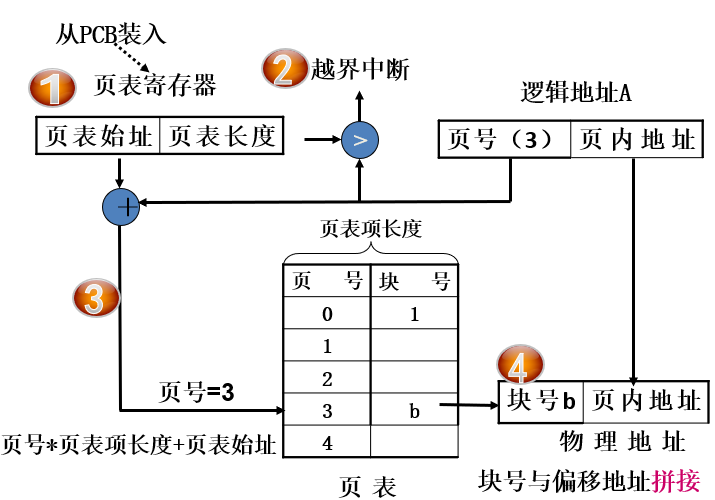 从PCB装入
1
页表寄存器
2
越界中断
逻辑地址A
页表始址 页表长度
>
页号（3） 页内地址
+
页表项长度
页 号 块 号
0 1
1
2
3 b
4
3
页号=3
页号*页表项长度+页表始址
4
块号b 页内地址
物理地址
页表
块号与偏移地址拼接